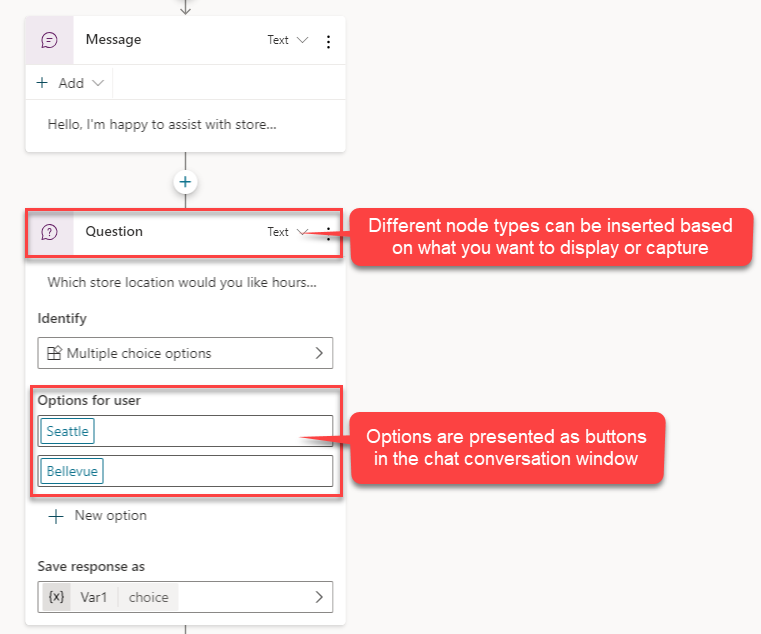 Message
Text
Add
Hello, I'm happy to assist with store...
Question
Text
Different node types can be inserted based
on what you want to display or capture
Which store location would you like hours...
Identify
Multiple choice options
Options for user
Seattle
Options are presented as buttons
in the chat conversation window
Bellevue
New option
Save response as
{x} Var1 choice